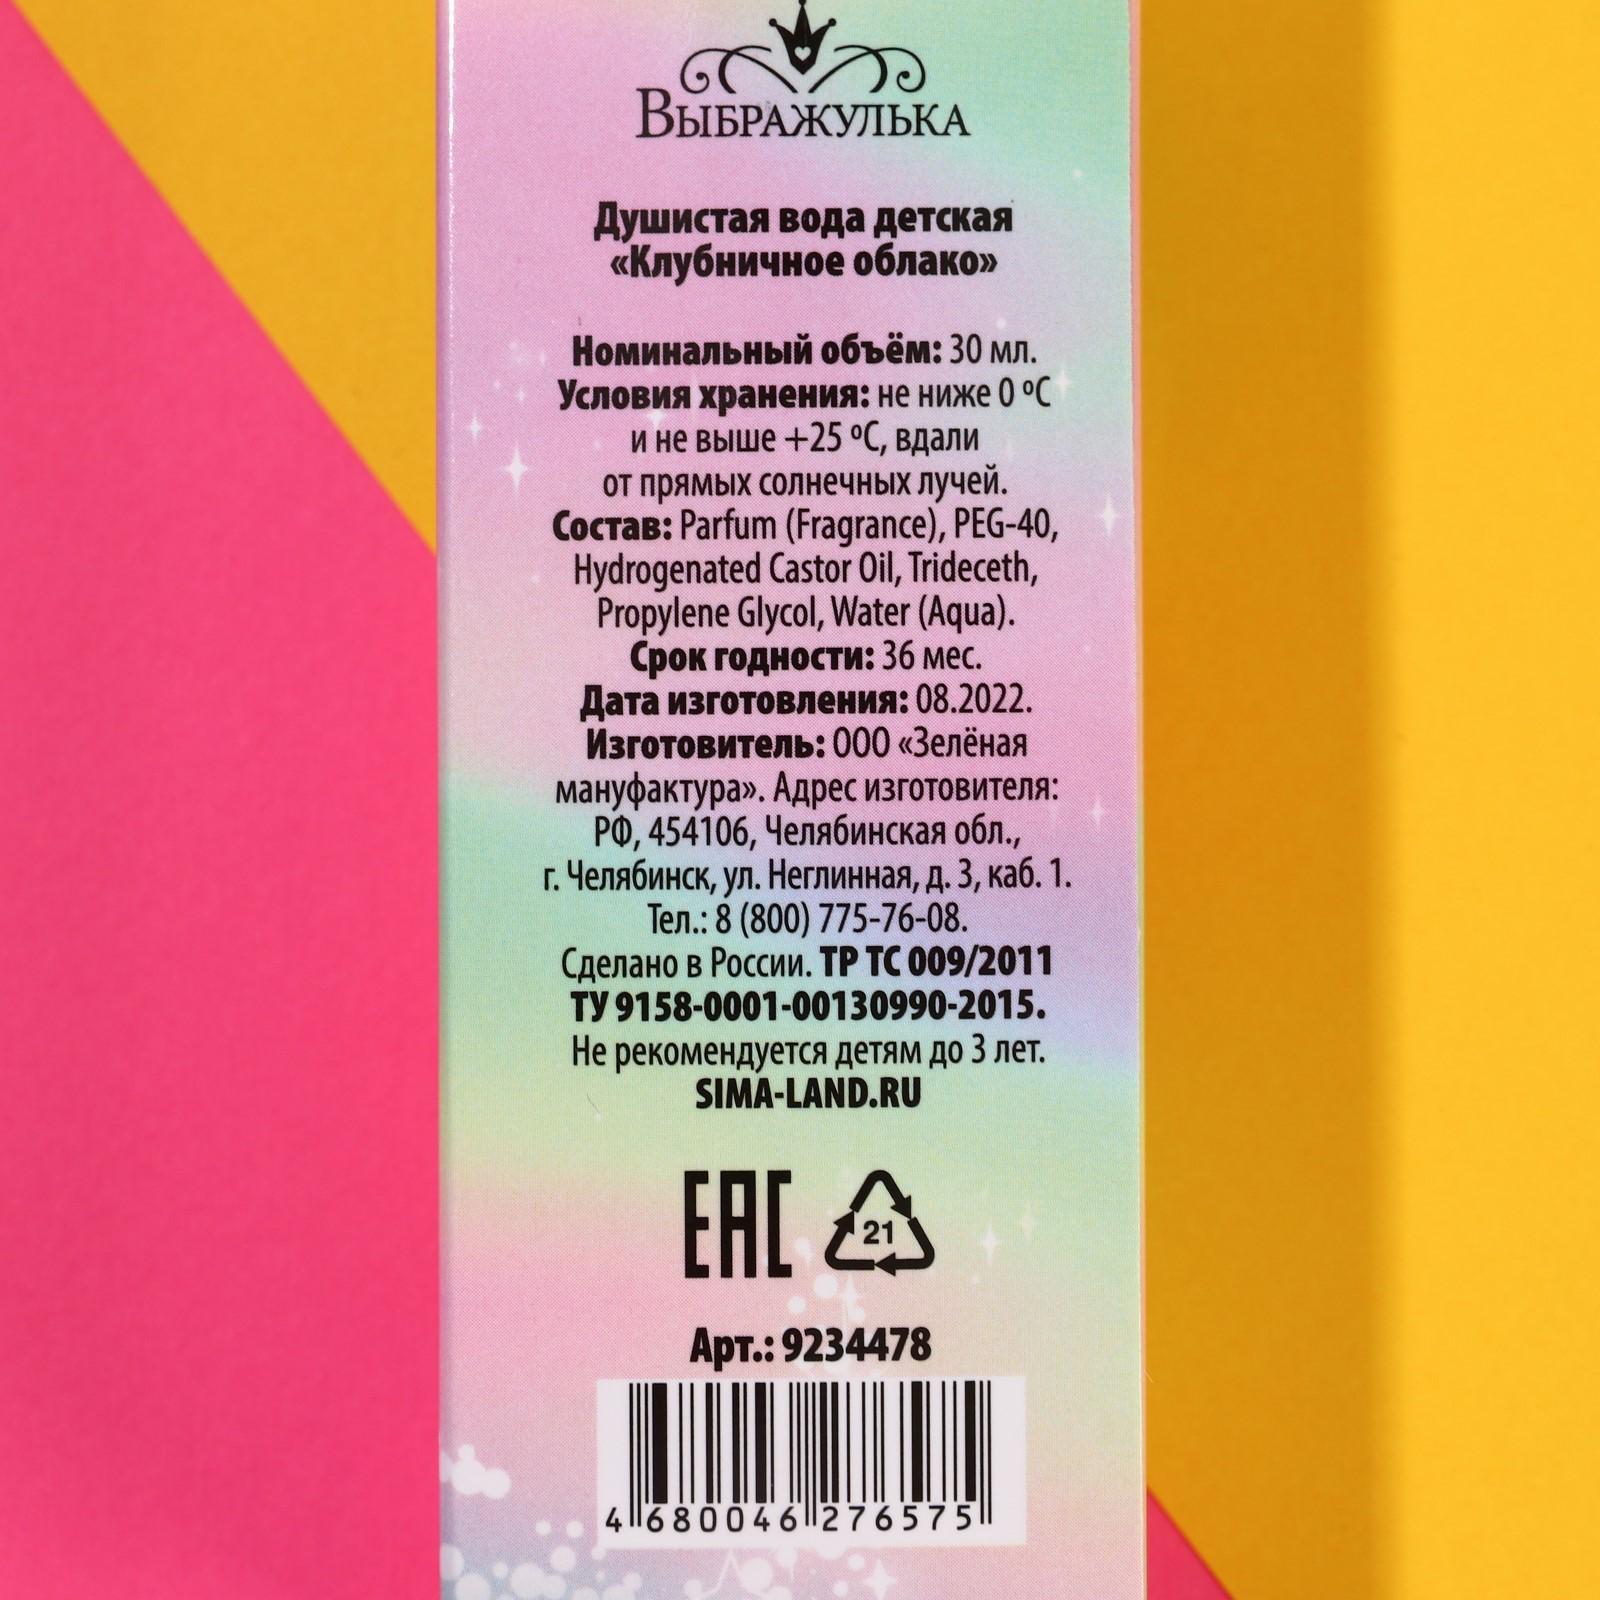 Выбражулька
Душистая вода детская
«Клубничное облако»
Номинальный объём: 30 мл.
Условия хранения: не ниже 0 ºС
и не выше +25 ºС, вдали
от прямых солнечных лучей.
Состав: Parfum (Fragrance), PEG-40,
Hydrogenated Castor Oil, Trideceth,
Propylene Glycol, Water (Aqua).
Срок годности: 36 мес.
Дата изготовления: 08.2022.
Изготовитель: ООО «Зелёная
мануфактура». Адрес изготовителя:
РФ, 454106, Челябинская обл.,
г. Челябинск, ул. Неглинная, д. 3, каб. 1.
Тел.: 8 (800) 775-76-08.
Сделано в России. ТР ТС 009/2011
ТУ 9158-0001-00130990-2015.
Не рекомендуется детям до 3 лет.
SIMA-LAND.RU
EAC 21
Арт.: 9234478
4 680046 276575